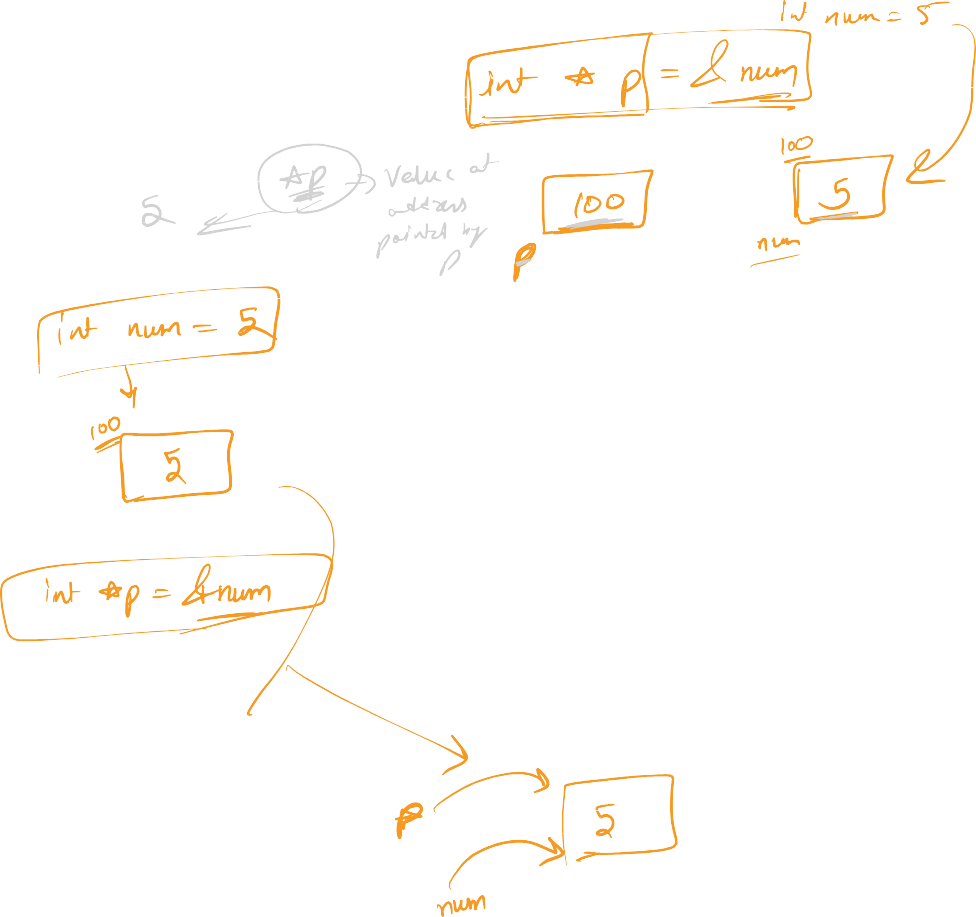 int num = 5
int * p = & num
100
*p → Value at
address
pointed by
p
5
100
5
p
num
int num = 5
100
5
int *p = &num
p
5
num